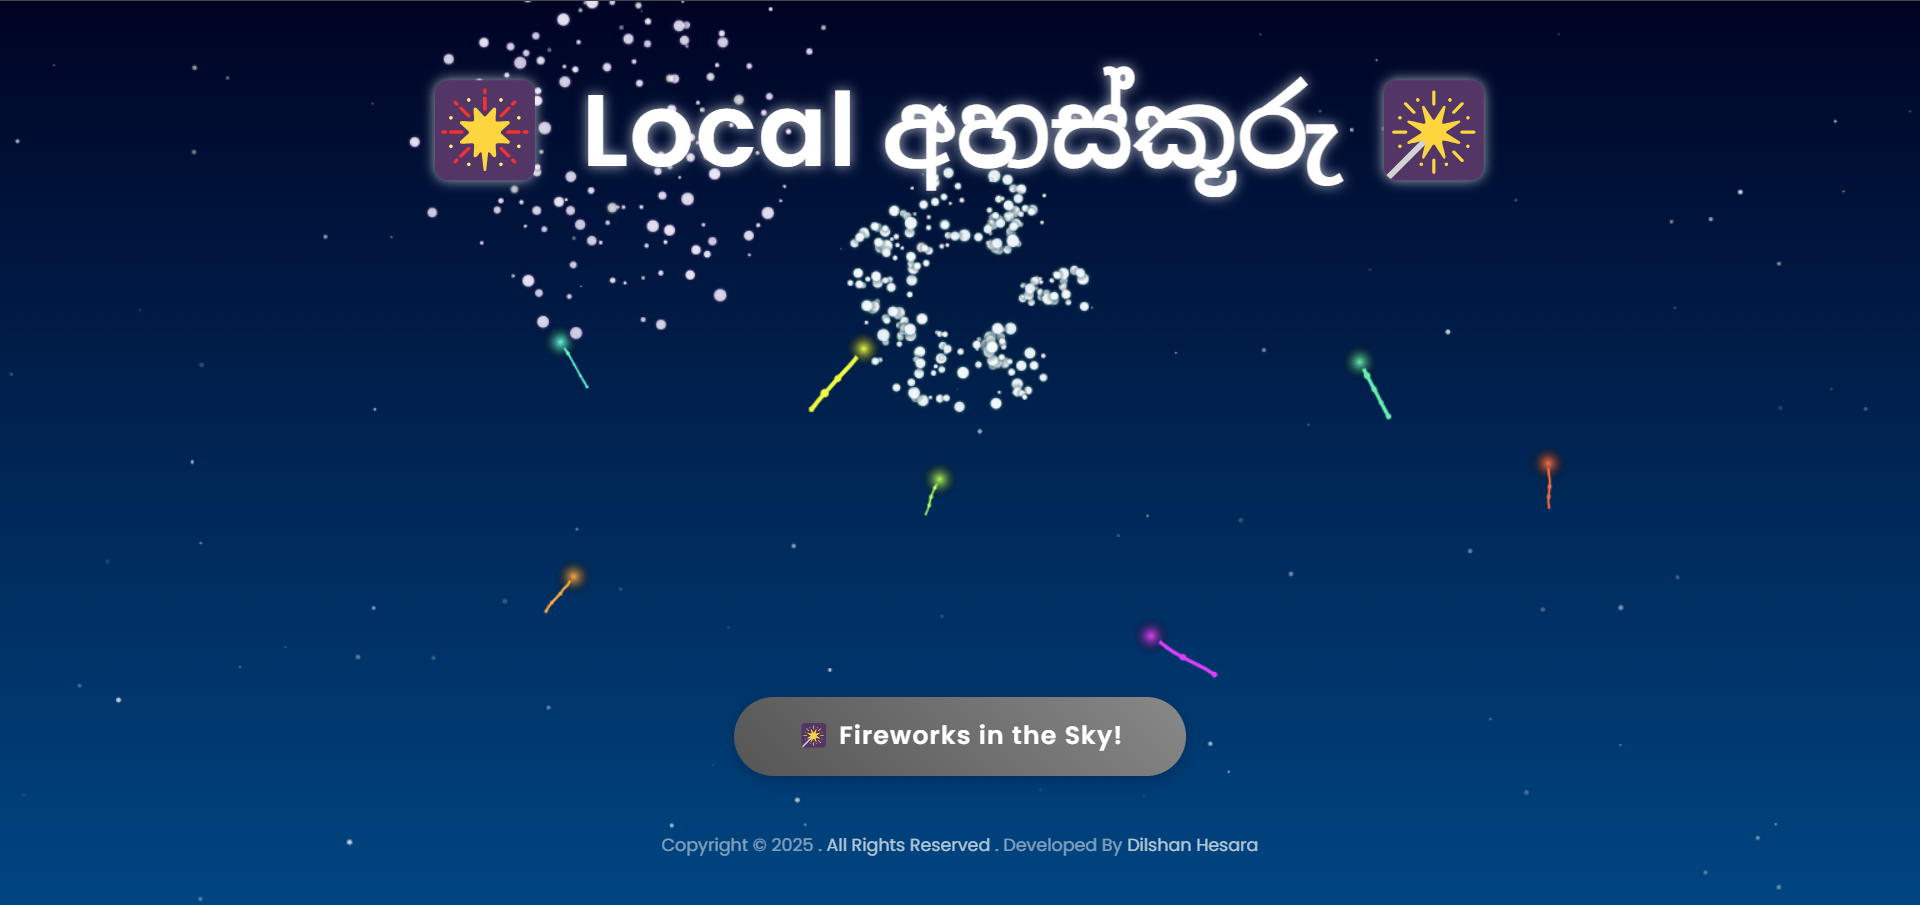 Local අහස්කූරු
Fireworks in the Sky!
Copyright © 2025 . All Rights Reserved . Developed By Dilshan Hesara